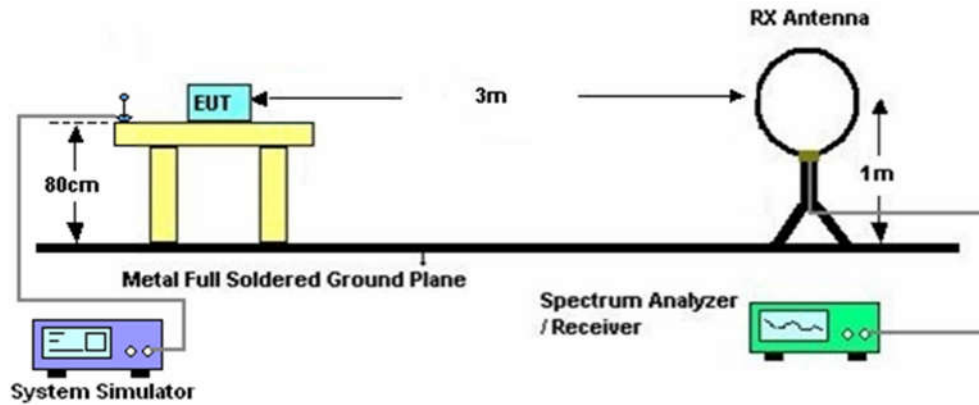 RX Antenna
EUT
3m
80cm
1m
Metal Full Soldered Ground Plane
Spectrum Analyzer
/ Receiver
System Simulator